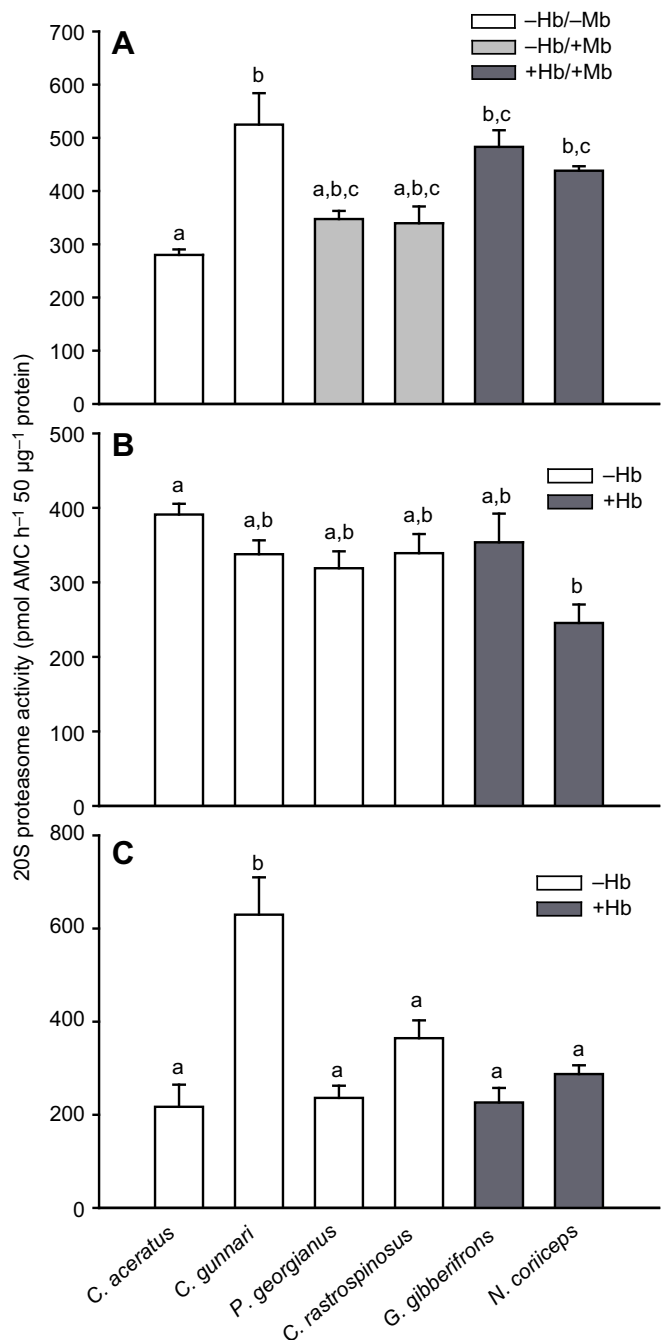 A
–Hb/–Mb
–Hb/+Mb
+Hb/+Mb
700
600
500
400
300
200
100
0
a
b
a,b,c
a,b,c
b,c
b,c
20S proteasome activity (pmol AMC h–1 50 µg–1 protein)
B
–Hb
+Hb
500
400
300
200
100
0
a
a,b
a,b
a,b
a,b
b
C
–Hb
+Hb
800
600
400
200
0
a
b
a
a
a
a
C. aceratus
C. gunnari
P. georgianus
C. rastrospinosus
G. gibberifrons
N. coriiceps